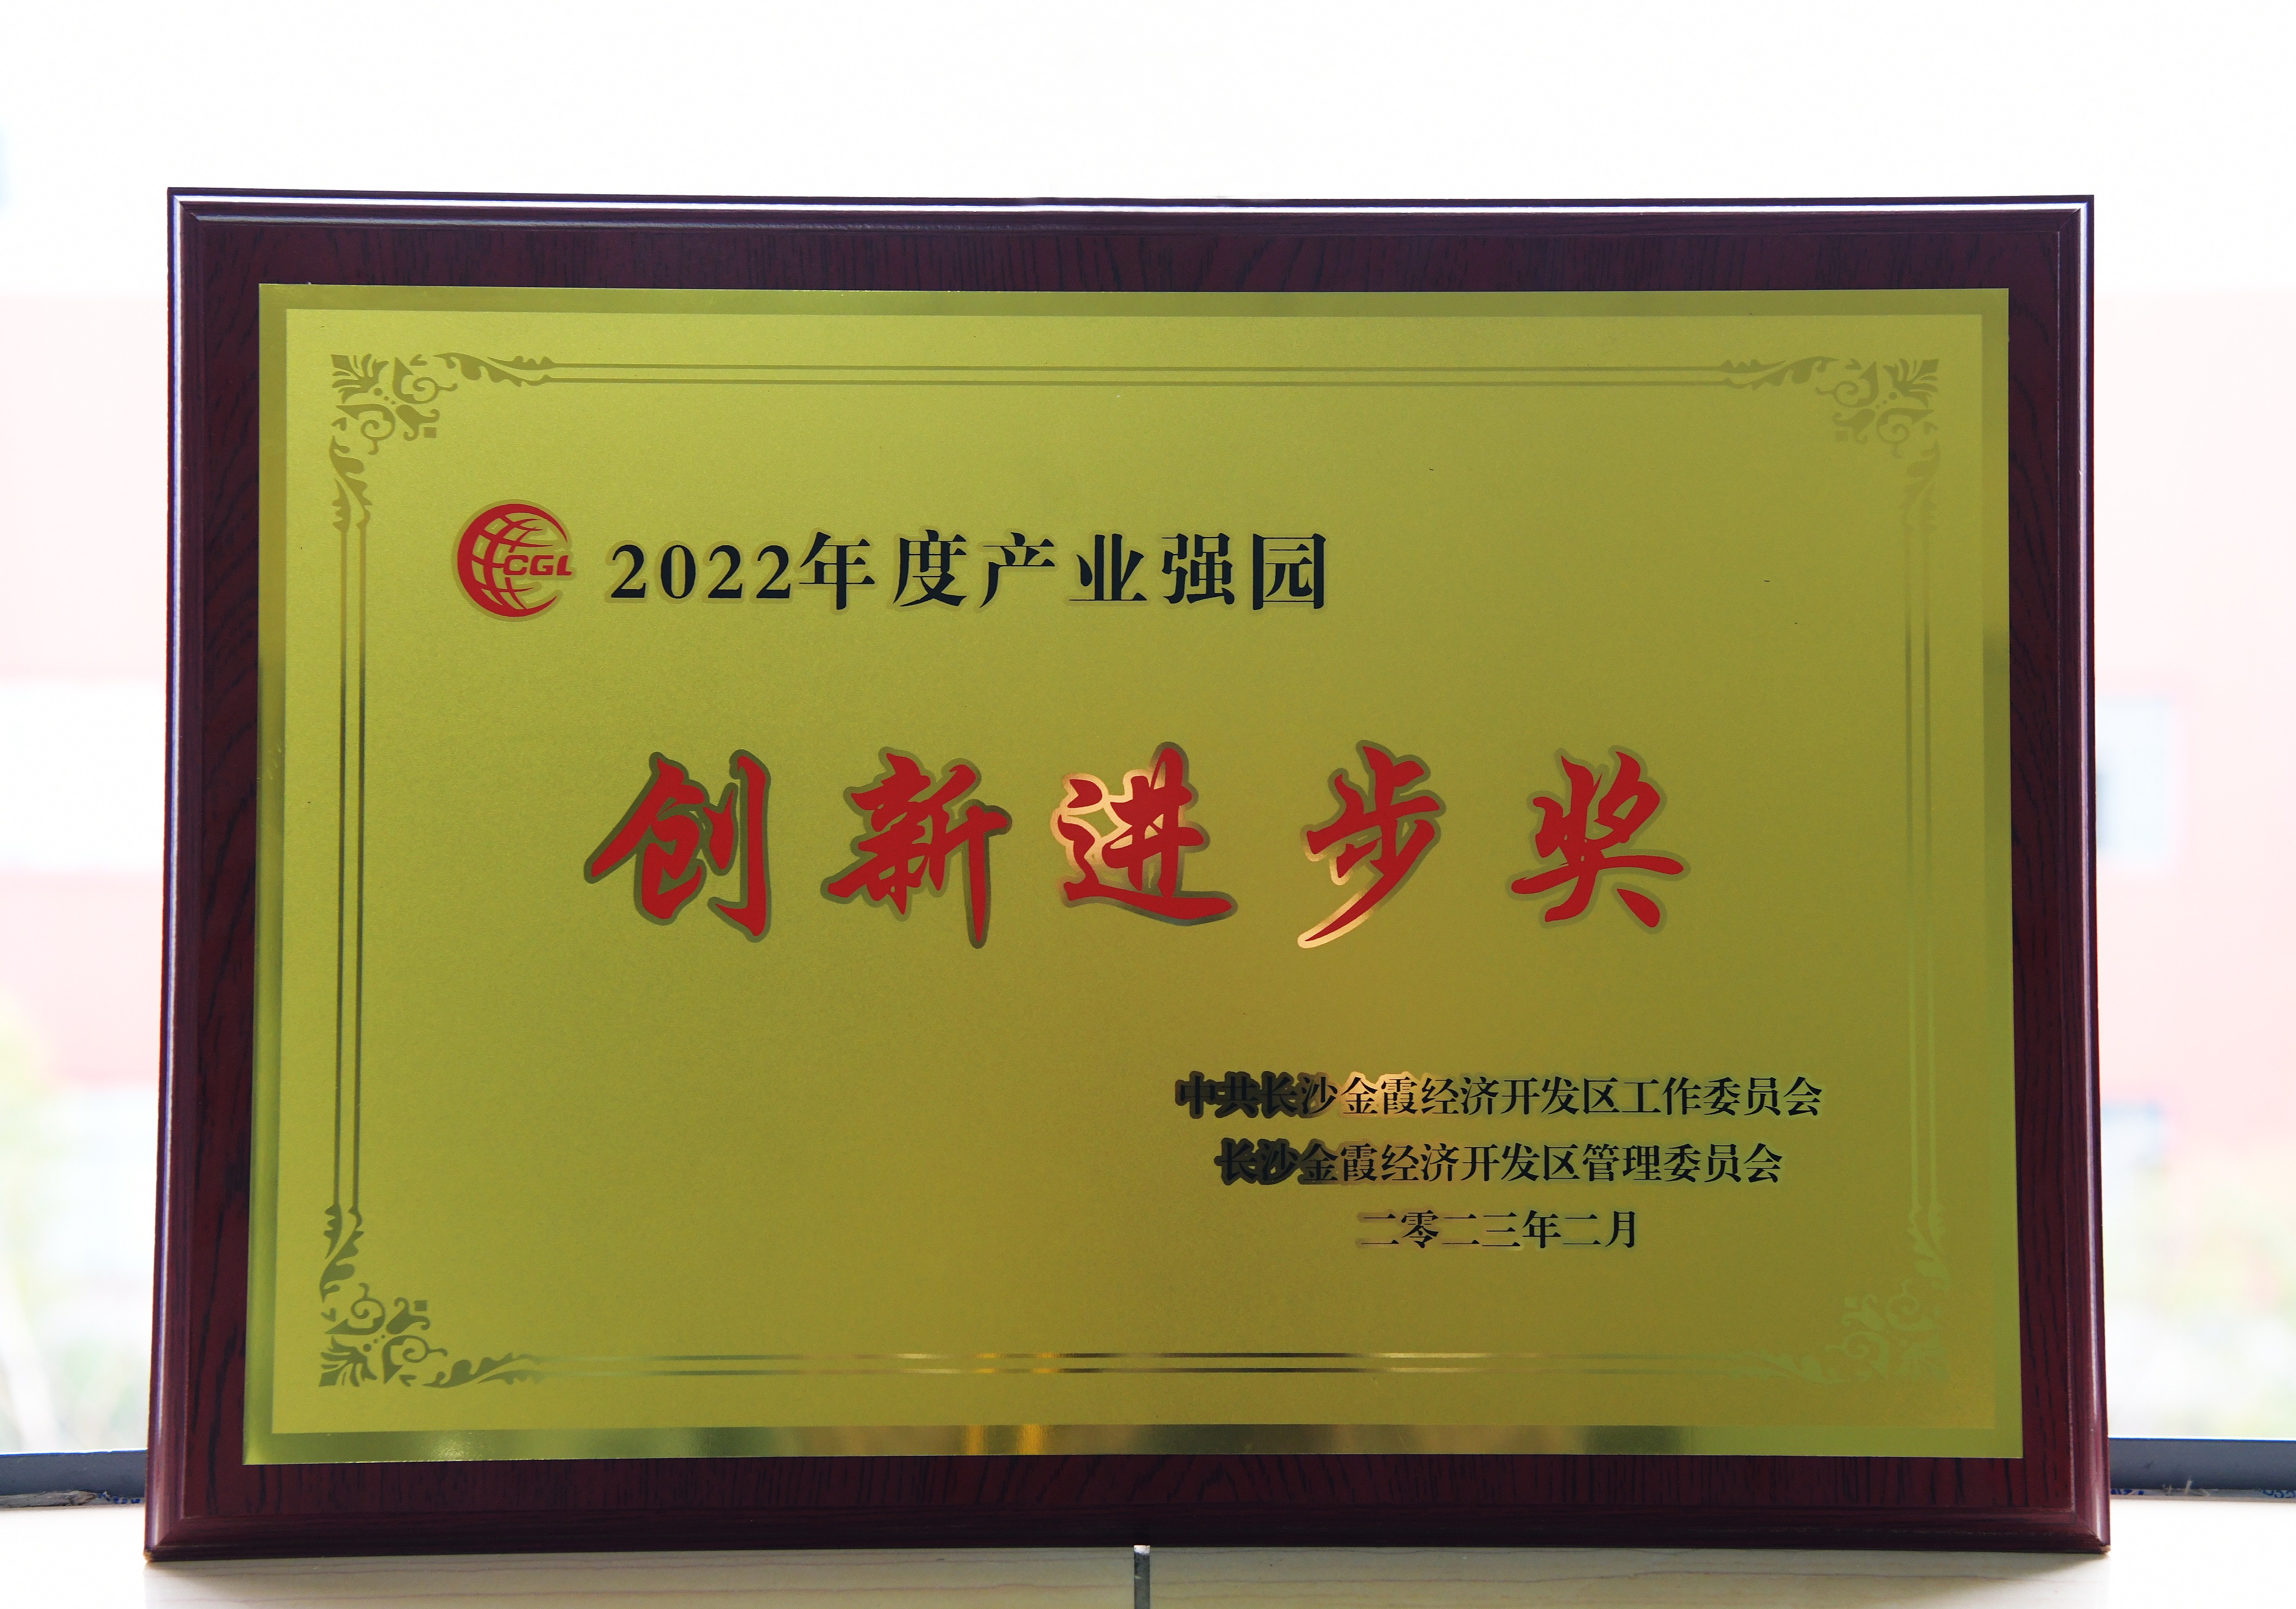 CGL 2022年度产业强园
创新进步奖
中共长沙金霞经济开发区工作委员会
长沙金霞经济开发区管理委员会
二零二三年二月